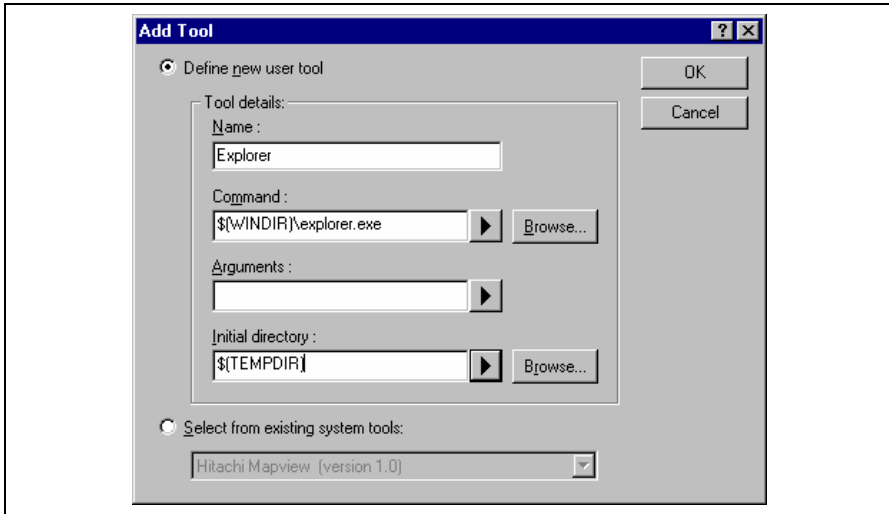 Add Tool
Define new user tool
OK
Tool details:
Cancel
Name :
Explorer
Command :
$(WINDIR)\explorer.exe
Browse...
Arguments :
Initial directory :
$(TEMPDIR)
Browse...
Select from existing system tools:
Hitachi Mapview (version 1.0)